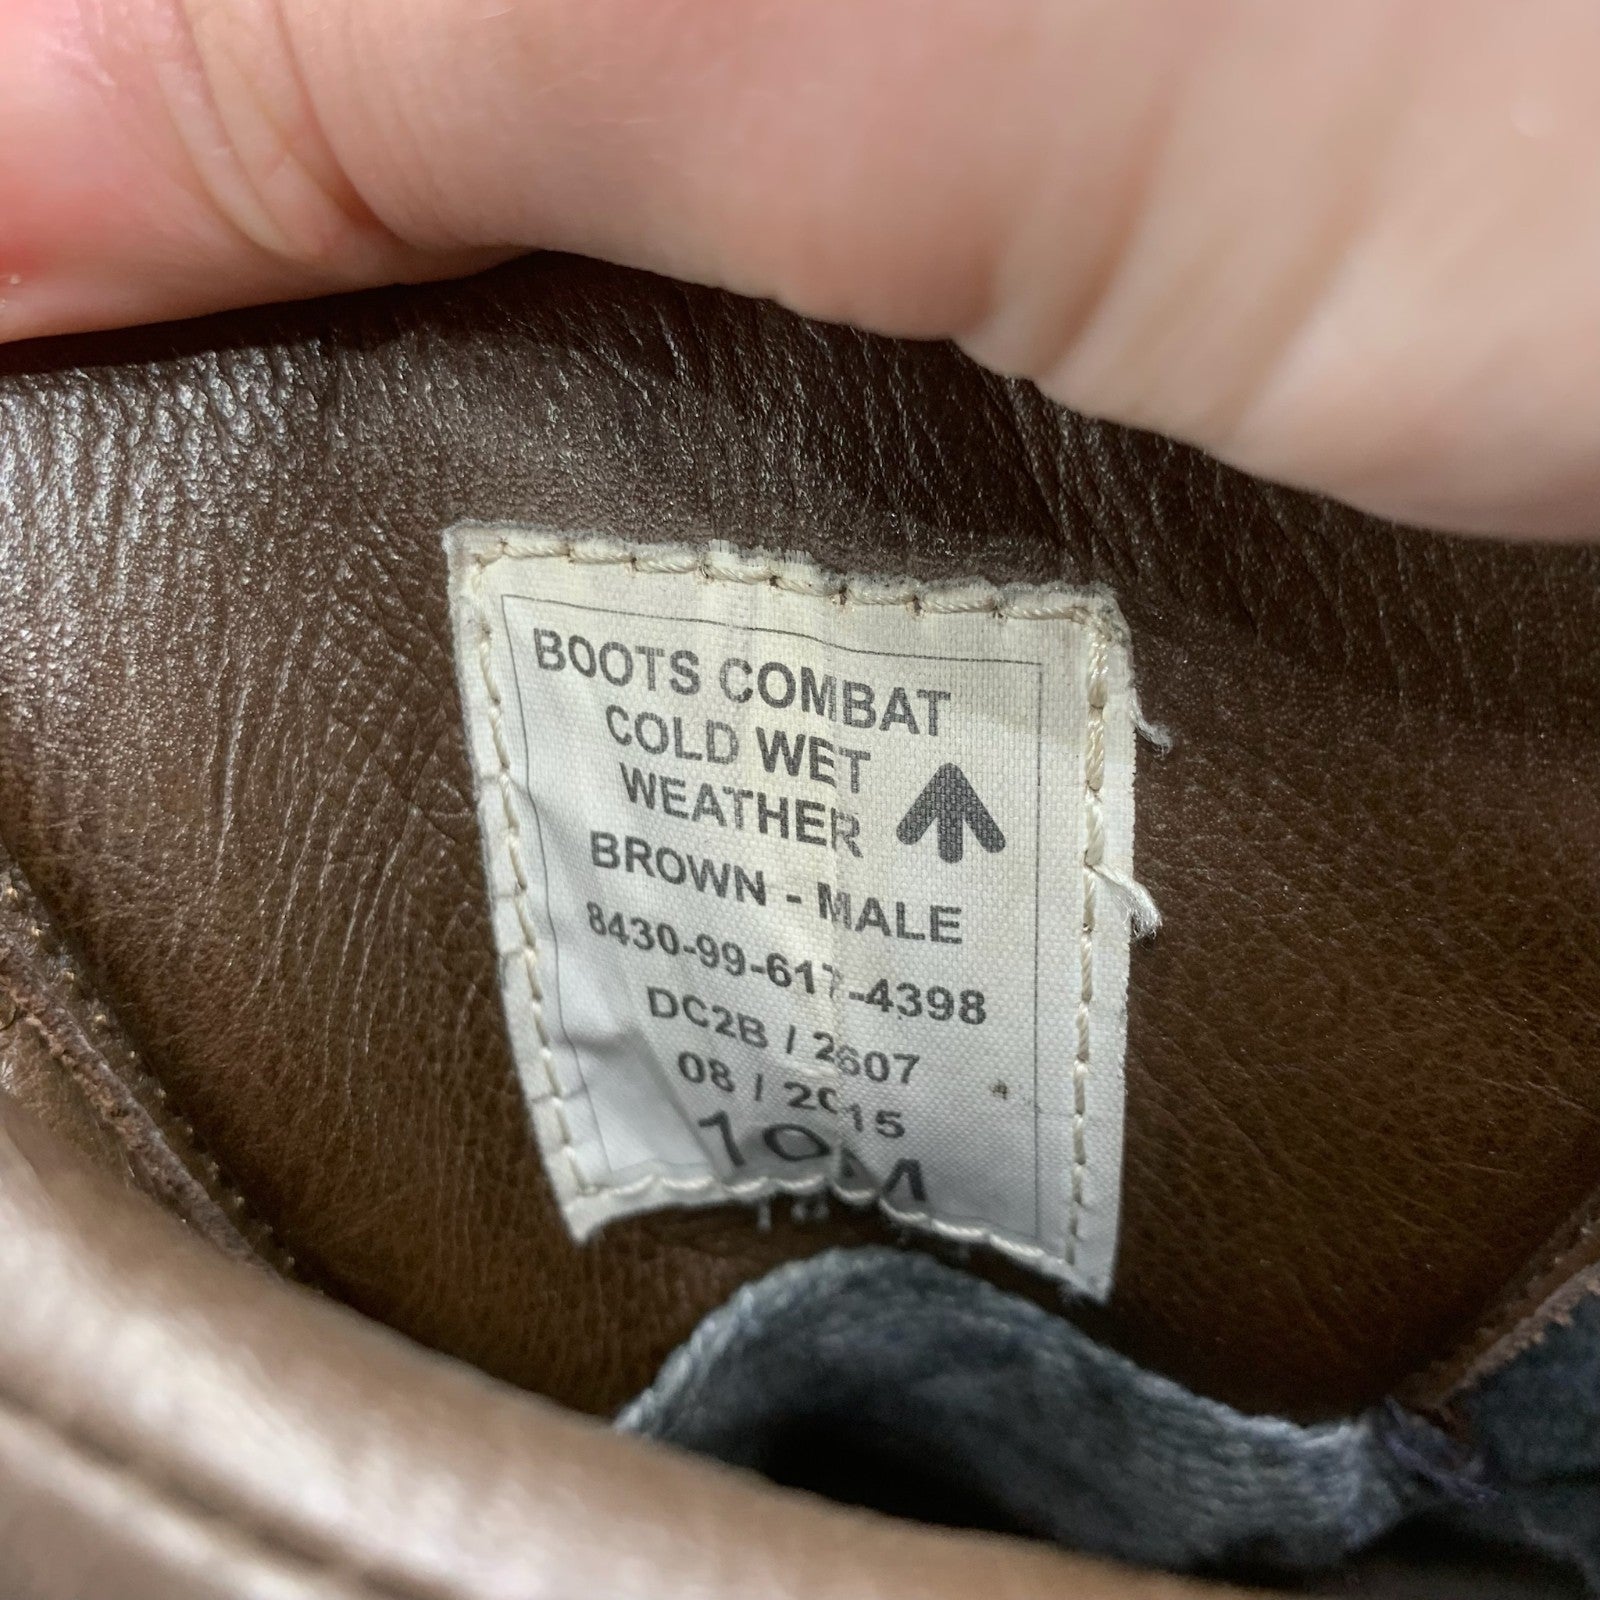 BOOTS COMBAT
COLD WET
WEATHER
BROWN - MALE
8430-99-617-4398
DC2B / 2607
08 / 2015
10M